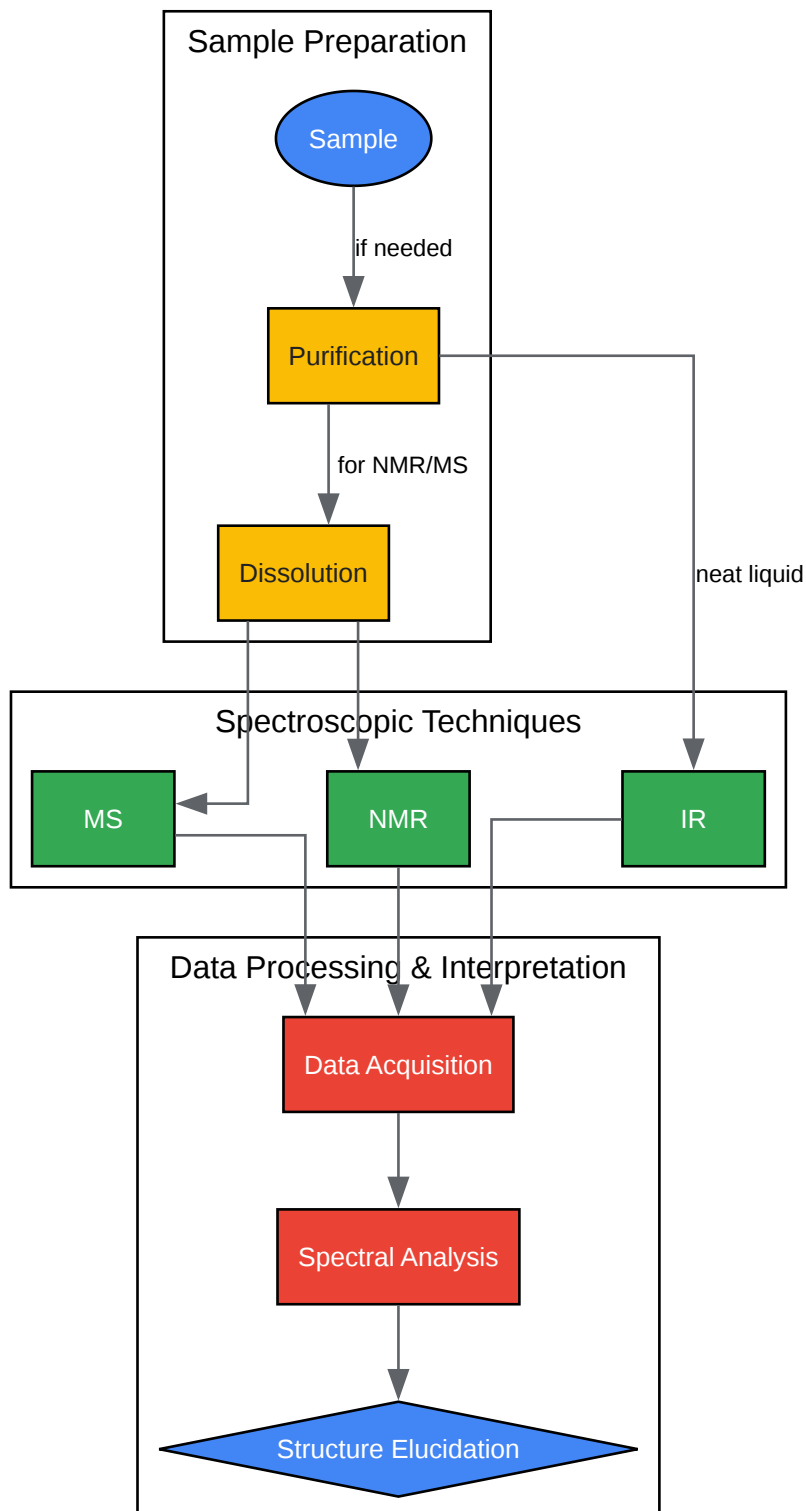 Sample Preparation
Sample
if needed
Purification
for NMR/MS
Dissolution
neat liquid
Spectroscopic Techniques
MS
NMR
IR
Data Processing & Interpretation
Data Acquisition
Spectral Analysis
Structure Elucidation